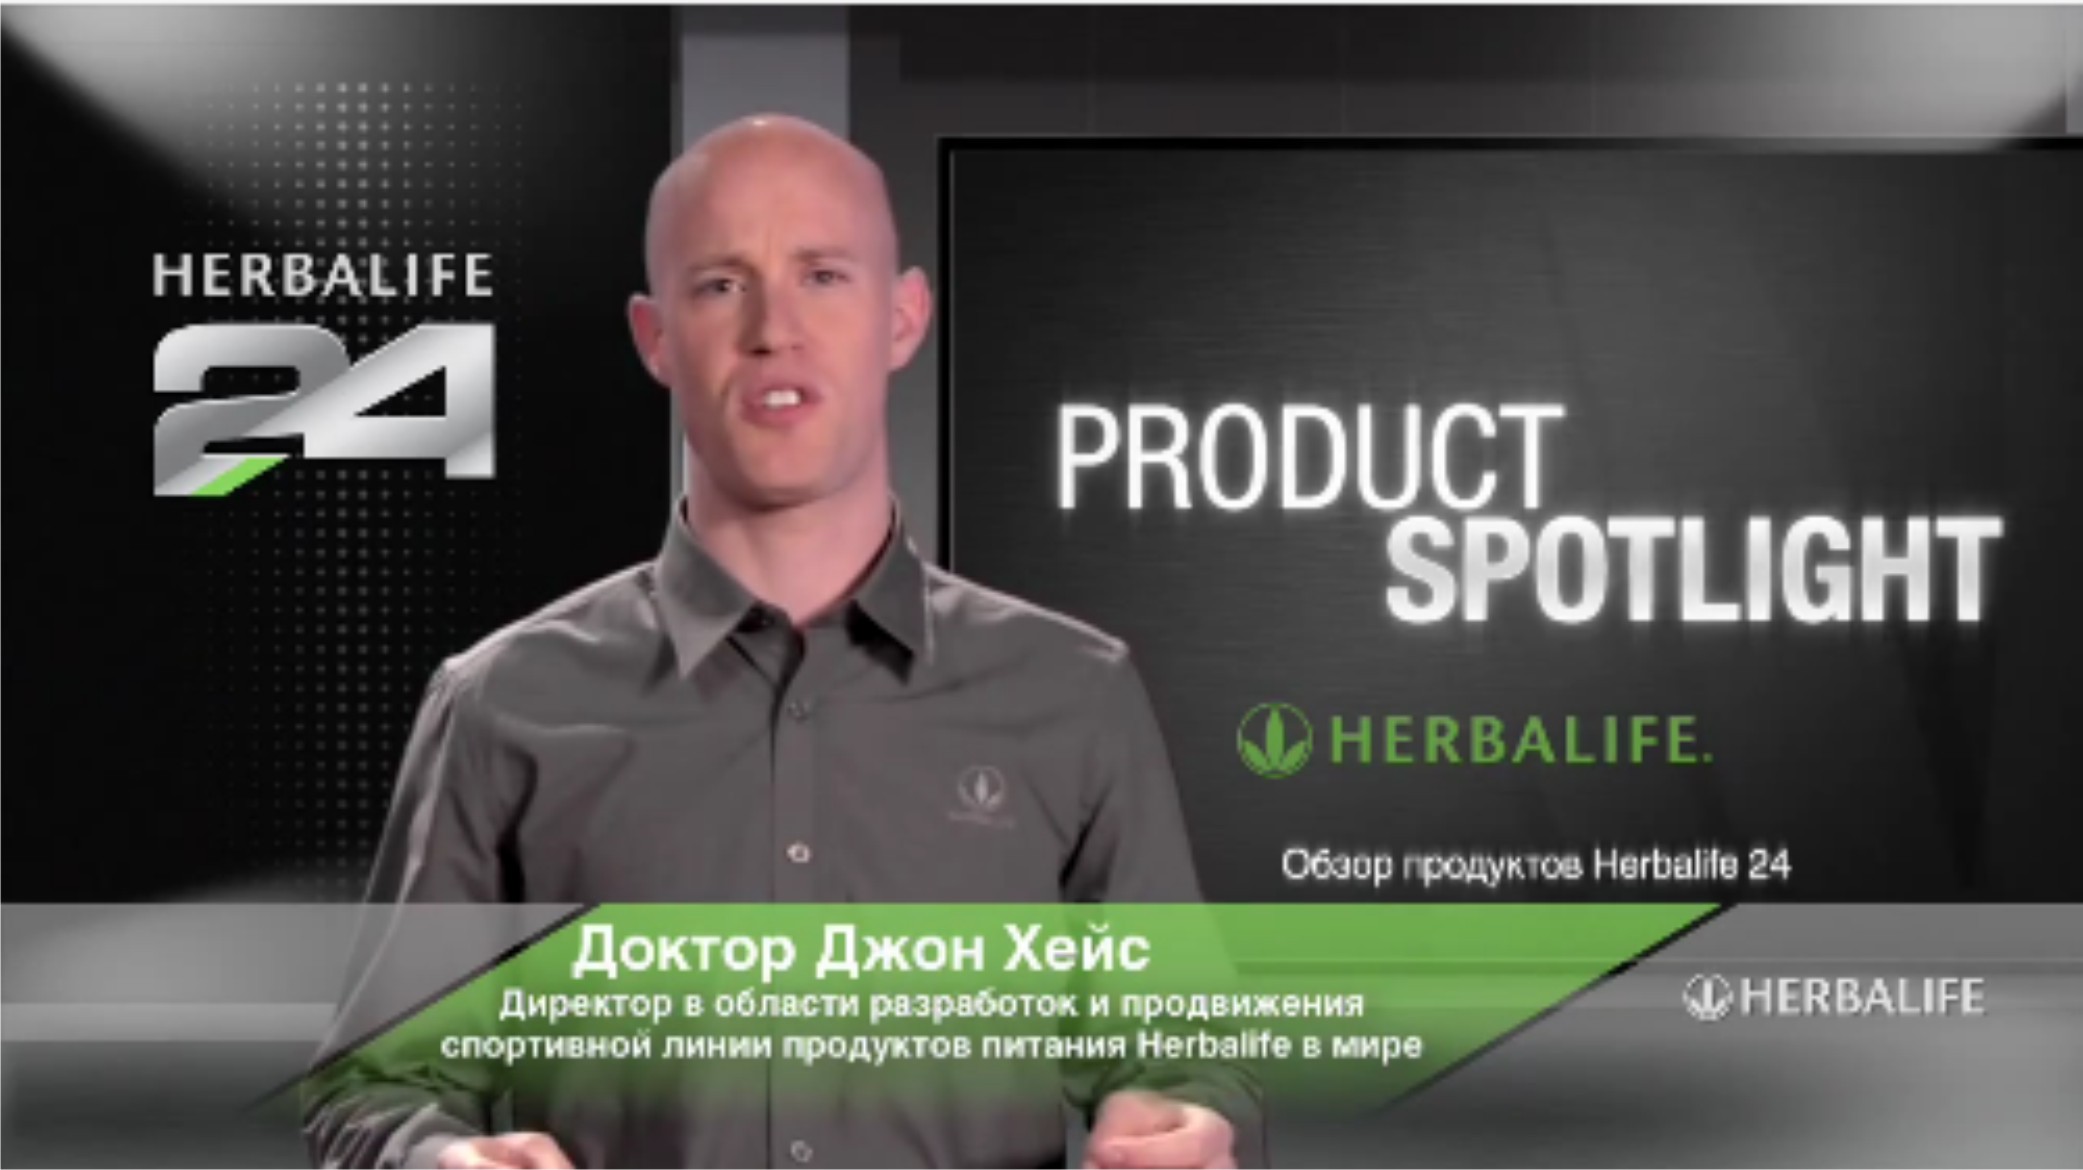 HERBALIFE
24
PRODUCT
SPOTLIGHT
HERBALIFE.
Обзор продуктов Herbalife 24
Доктор Джон Хейс
Директор в области разработок и продвижения
спортивной линии продуктов питания Herbalife в мире
HERBALIFE